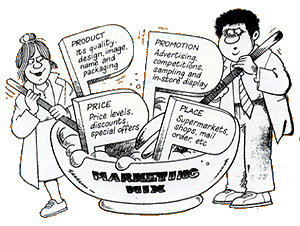 PRODUCT
Its quality,
design, image,
name and
packaging
PROMOTION
Advertising,
competitions,
sampling and
in-store display
PRICE
Price levels,
discounts,
special offers
PLACE
Supermarkets,
shops, mail
order etc
MARKETING
MIX